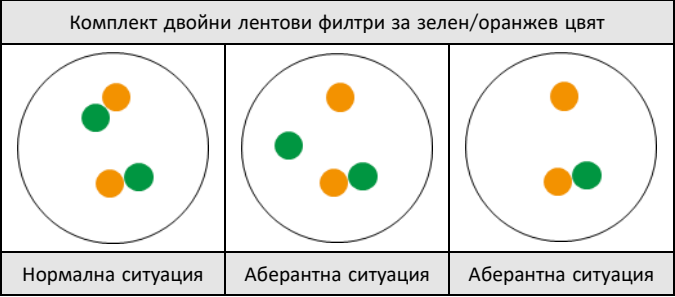 Комплект двойни лентови филтри за зелен/оранжев цвят
Нормална ситуация
Аберантна ситуация
Аберантна ситуация